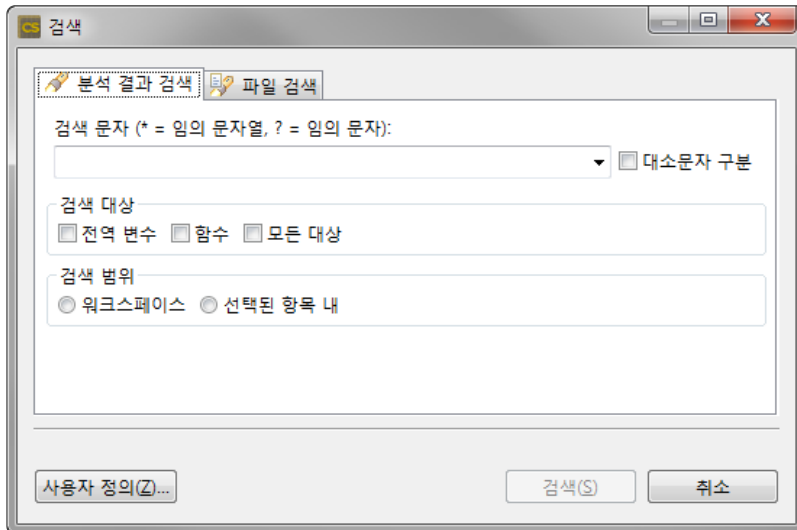 CS 검색
분석 결과 검색 파일 검색
검색 문자 (* = 임의 문자열, ? = 임의 문자):
대소문자 구분
검색 대상
전역 변수 함수 모든 대상
검색 범위
워크스페이스 선택된 항목 내
사용자 정의(Z)... 검색(S) 취소